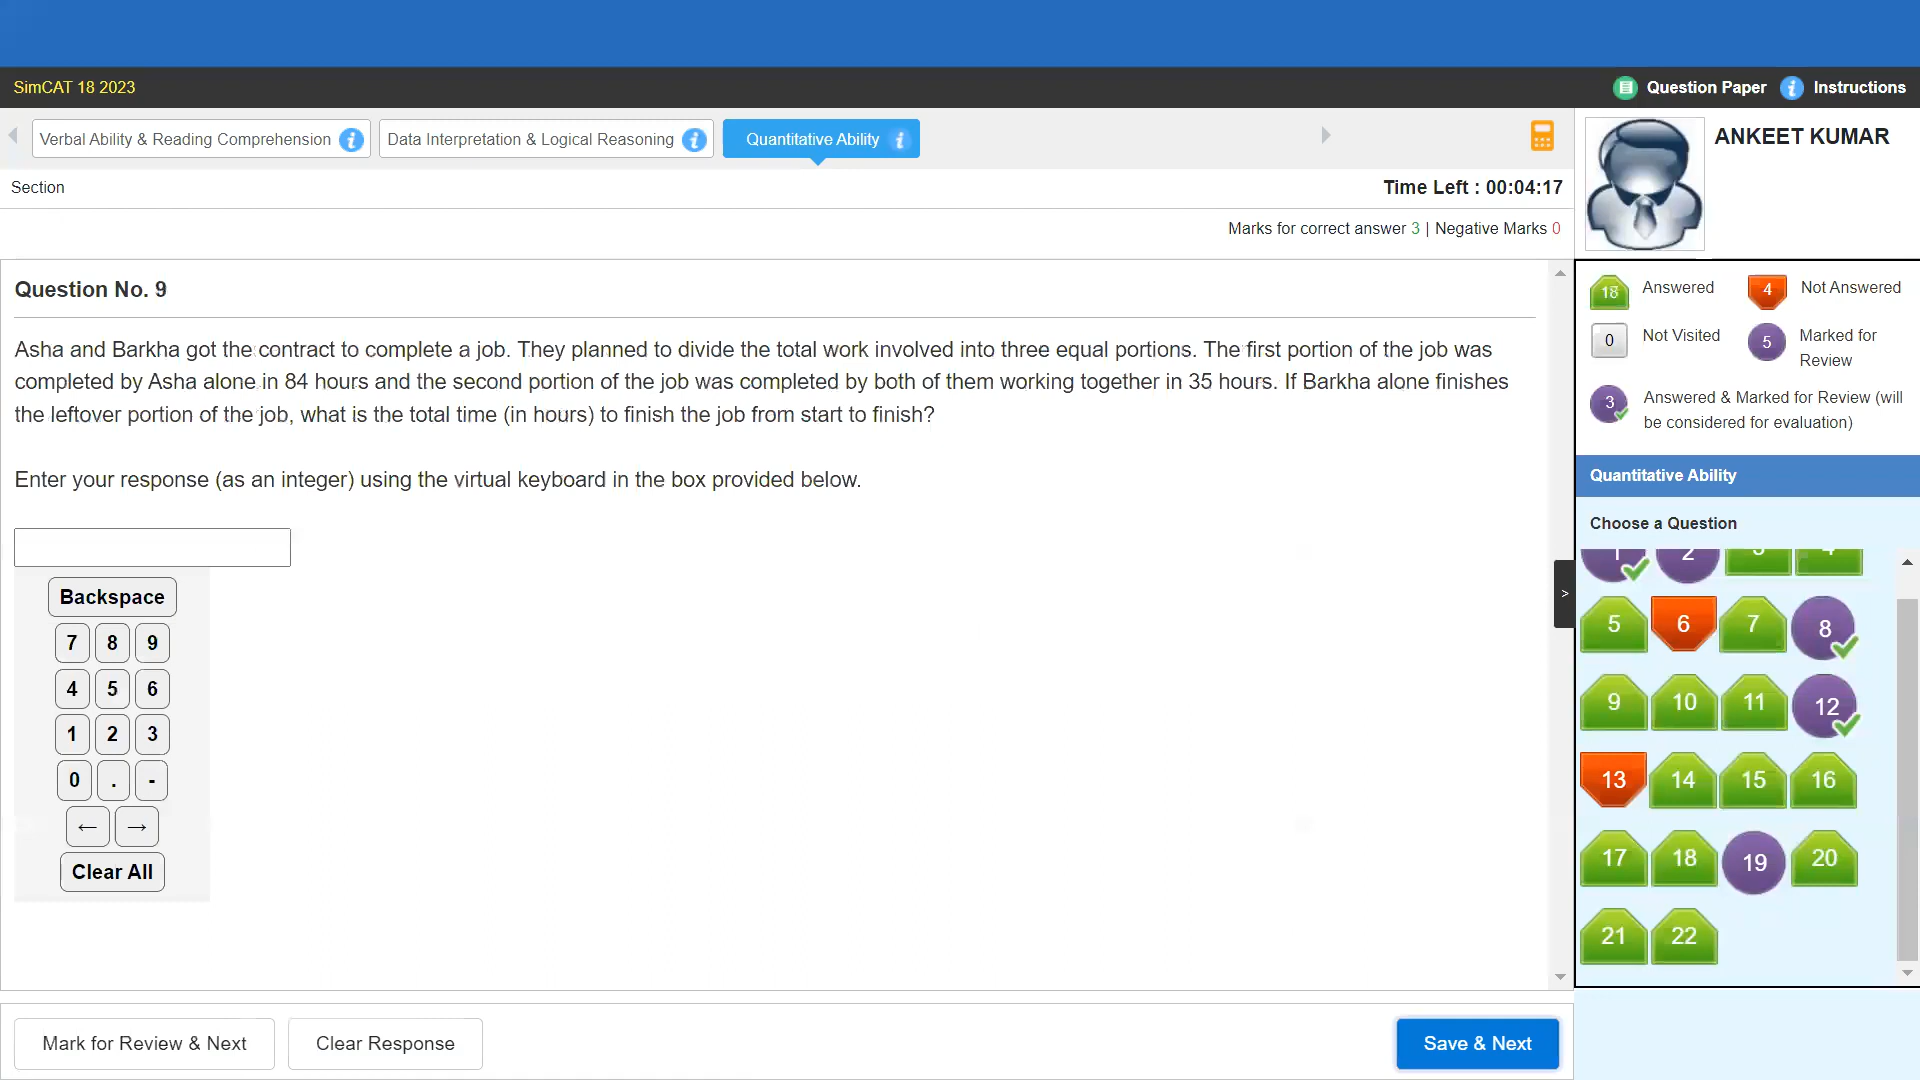 SimCAT 18 2023
Question Paper
Instructions
Verbal Ability & Reading Comprehension
Data Interpretation & Logical Reasoning
Quantitative Ability
ANKEET KUMAR
Section
Time Left : 00:04:17
Marks for correct answer 3 | Negative Marks 0
Question No. 9
Asha and Barkha got the contract to complete a job. They planned to divide the total work involved into three equal portions. The first portion of the job was
completed by Asha alone in 84 hours and the second portion of the job was completed by both of them working together in 35 hours. If Barkha alone finishes
the leftover portion of the job, what is the total time (in hours) to finish the job from start to finish?
Enter your response (as an integer) using the virtual keyboard in the box provided below.
Backspace
7 8 9
4 5 6
1 2 3
0 . -
← →
Clear All
Mark for Review & Next
Clear Response
Save & Next
18 Answered
4 Not Answered
0 Not Visited
5 Marked for
Review
3 Answered & Marked for Review (will
be considered for evaluation)
Quantitative Ability
Choose a Question
1 2 3 4
>
5 6 7 8
9 10 11 12
13 14 15 16
17 18 19 20
21 22